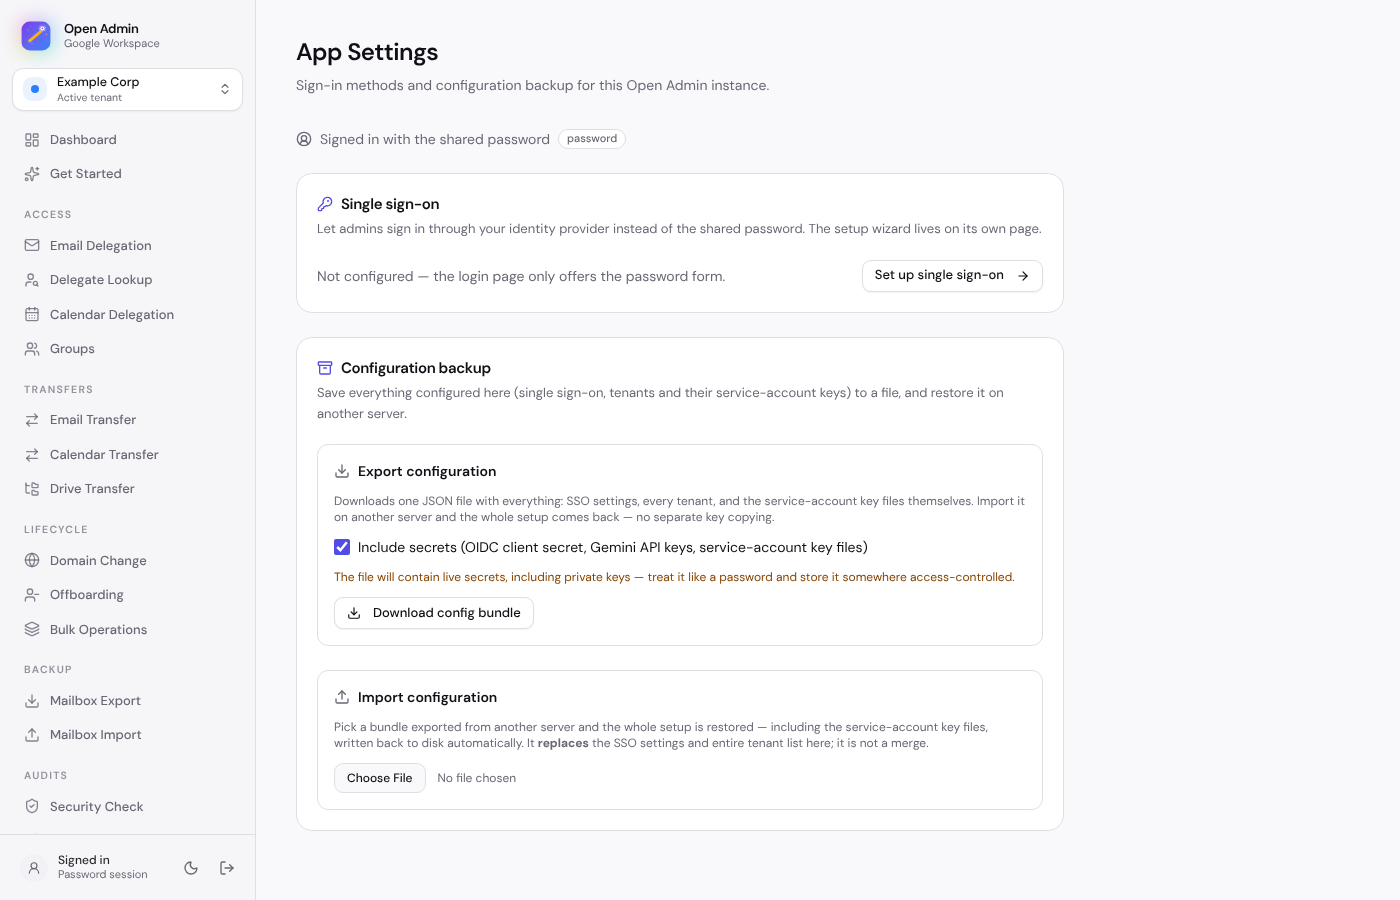 Open Admin
Google Workspace
Example Corp
Active tenant
Dashboard
Get Started
ACCESS
Email Delegation
Delegate Lookup
Calendar Delegation
Groups
TRANSFERS
Email Transfer
Calendar Transfer
Drive Transfer
LIFECYCLE
Domain Change
Offboarding
Bulk Operations
BACKUP
Mailbox Export
Mailbox Import
AUDITS
Security Check
Signed in
Password session
App Settings
Sign-in methods and configuration backup for this Open Admin instance.
Signed in with the shared password password
Single sign-on
Let admins sign in through your identity provider instead of the shared password. The setup wizard lives on its own page.
Not configured — the login page only offers the password form.
Set up single sign-on
Configuration backup
Save everything configured here (single sign-on, tenants and their service-account keys) to a file, and restore it on
another server.
Export configuration
Downloads one JSON file with everything: SSO settings, every tenant, and the service-account key files themselves. Import it
on another server and the whole setup comes back — no separate key copying.
Include secrets (OIDC client secret, Gemini API keys, service-account key files)
The file will contain live secrets, including private keys — treat it like a password and store it somewhere access-controlled.
Download config bundle
Import configuration
Pick a bundle exported from another server and the whole setup is restored — including the service-account key files,
written back to disk automatically. It replaces the SSO settings and entire tenant list here; it is not a merge.
Choose File No file chosen